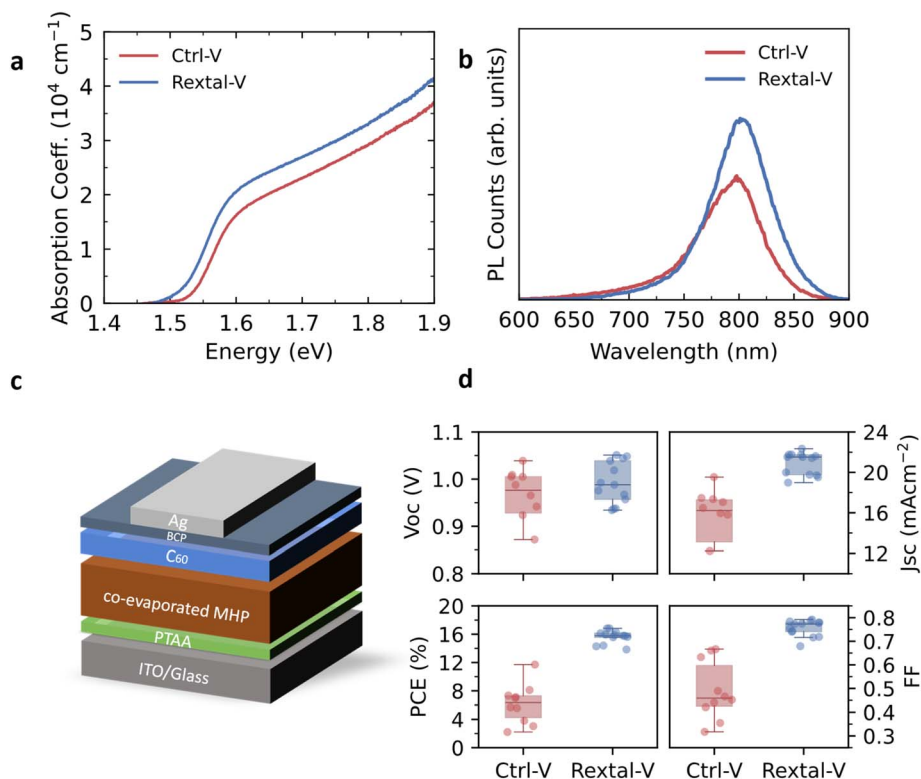 a
5
4
3
2
1
0
Absorption Coeff. (10⁴ cm⁻¹)
Ctrl-V
Rextal-V
1.4 1.5 1.6 1.7 1.8 1.9
Energy (eV)
b
PL Counts (arb. units)
Ctrl-V
Rextal-V
600 650 700 750 800 850 900
Wavelength (nm)
c
Ag
BCP
C₆₀
co-evaporated MHP
PTAA
ITO/Glass
d
1.1
1.0
0.9
0.8
Voc (V)
24
20
16
12
Jsc (mAcm⁻²)
20
16
12
8
4
0
PCE (%)
0.8
0.7
0.6
0.5
0.4
0.3
FF
Ctrl-V Rextal-V Ctrl-V Rextal-V